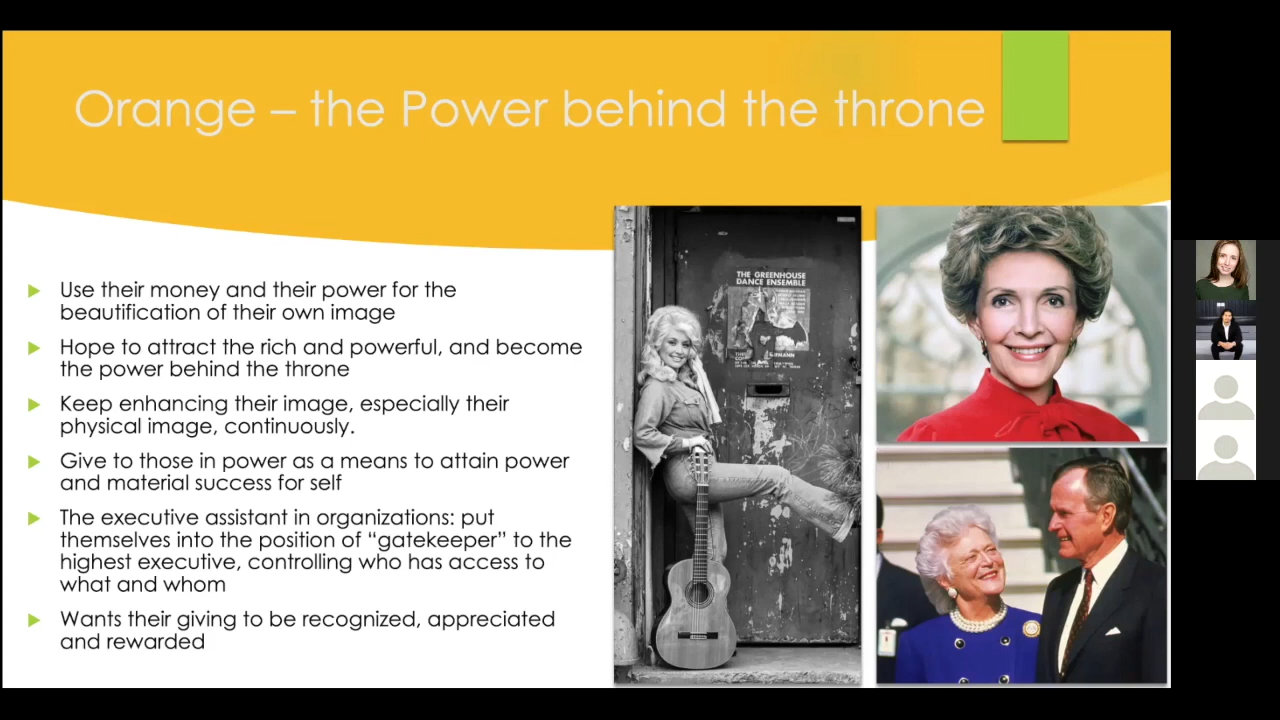 Orange – the Power behind the throne
Use their money and their power for the
beautification of their own image
Hope to attract the rich and powerful, and become
the power behind the throne
Keep enhancing their image, especially their
physical image, continuously.
Give to those in power as a means to attain power
and material success for self
The executive assistant in organizations: put
themselves into the position of “gatekeeper” to the
highest executive, controlling who has access to
what and whom
Wants their giving to be recognized, appreciated
and rewarded
THE GREENHOUSE
DANCE ENSEMBLE